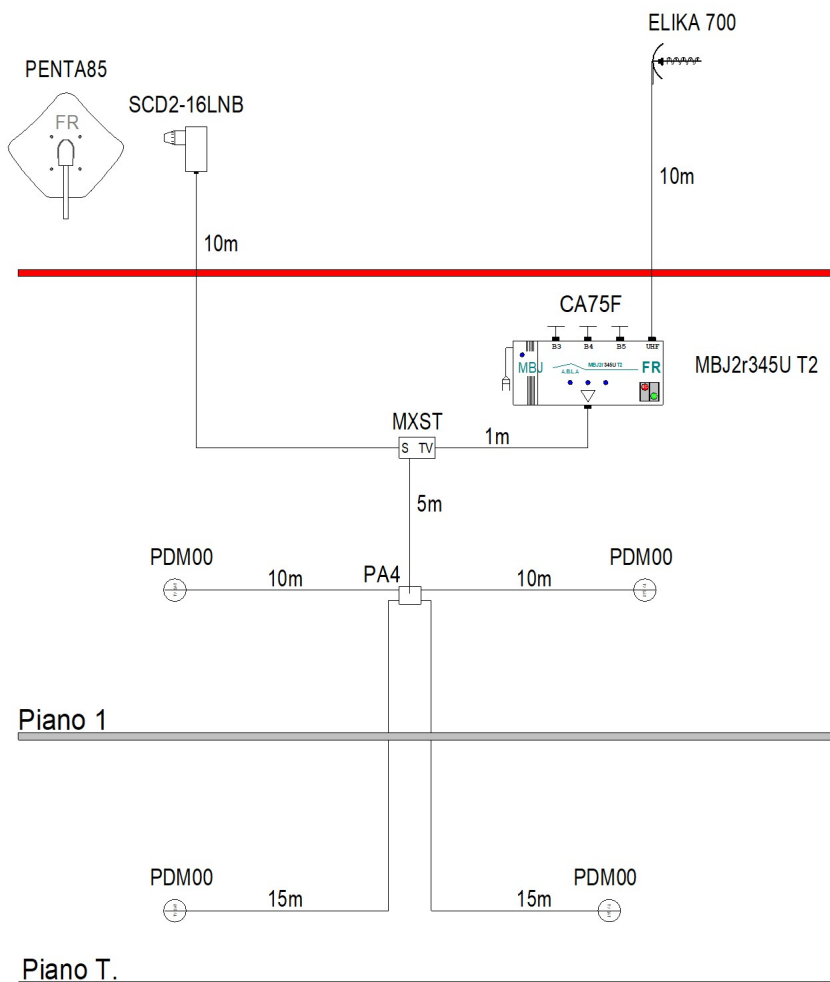 ELIKA 700
PENTA85
FR
SCD2-16LNB
10m
10m
CA75F
B3 B4 B5 UHF
MBJ
MBJ2r345U T2
FR
MBJ2r345U T2
MXST
S TV
1m
5m
PDM00
10m
PA4
10m
PDM00
Piano 1
PDM00
15m
15m
PDM00
Piano T.